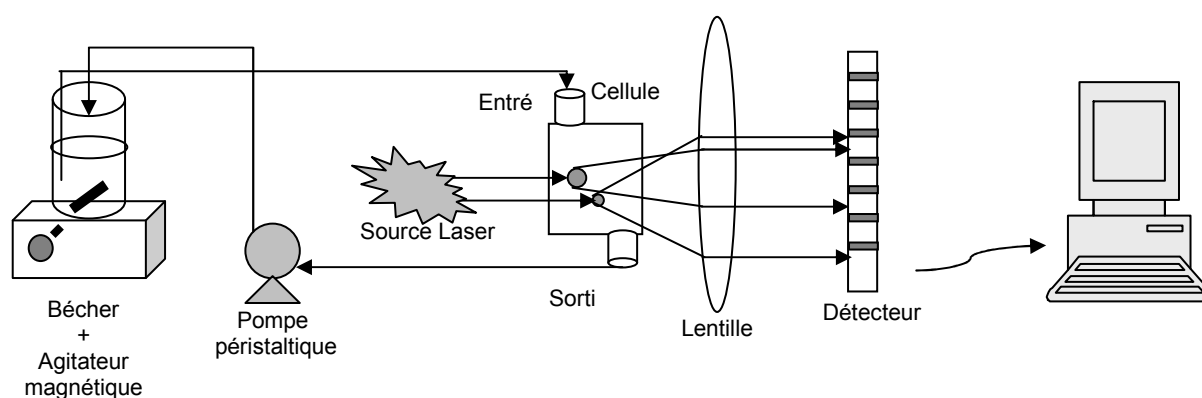 Entré
Cellule
Source Laser
Sorti
Lentille
Détecteur
Bécher
+
Agitateur
magnétique
Pompe
péristaltique